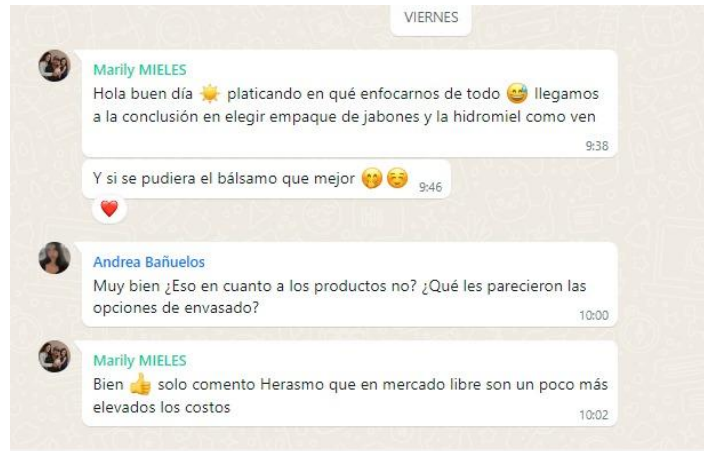 VIERNES
Marily MIELES
Hola buen día ☀️ platicando en qué enfocarnos de todo 😅 llegamos
a la conclusión en elegir empaque de jabones y la hidromiel como ven
9:38
Y si se pudiera el bálsamo que mejor 🤭☺️ 9:46
❤️
Andrea Bañuelos
Muy bien ¿Eso en cuanto a los productos no? ¿Qué les parecieron las
opciones de envasado?
10:00
Marily MIELES
Bien 👍 solo comento Herasmo que en mercado libre son un poco más
elevados los costos
10:02